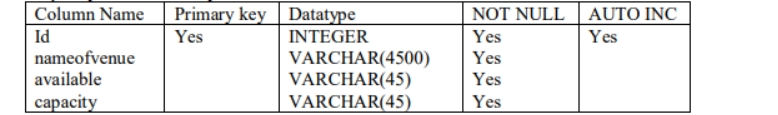 Column Name Primary key Datatype NOT NULL AUTO INC
Id Yes INTEGER Yes Yes
nameofvenue VARCHAR(4500) Yes
available VARCHAR(45) Yes
capacity VARCHAR(45) Yes